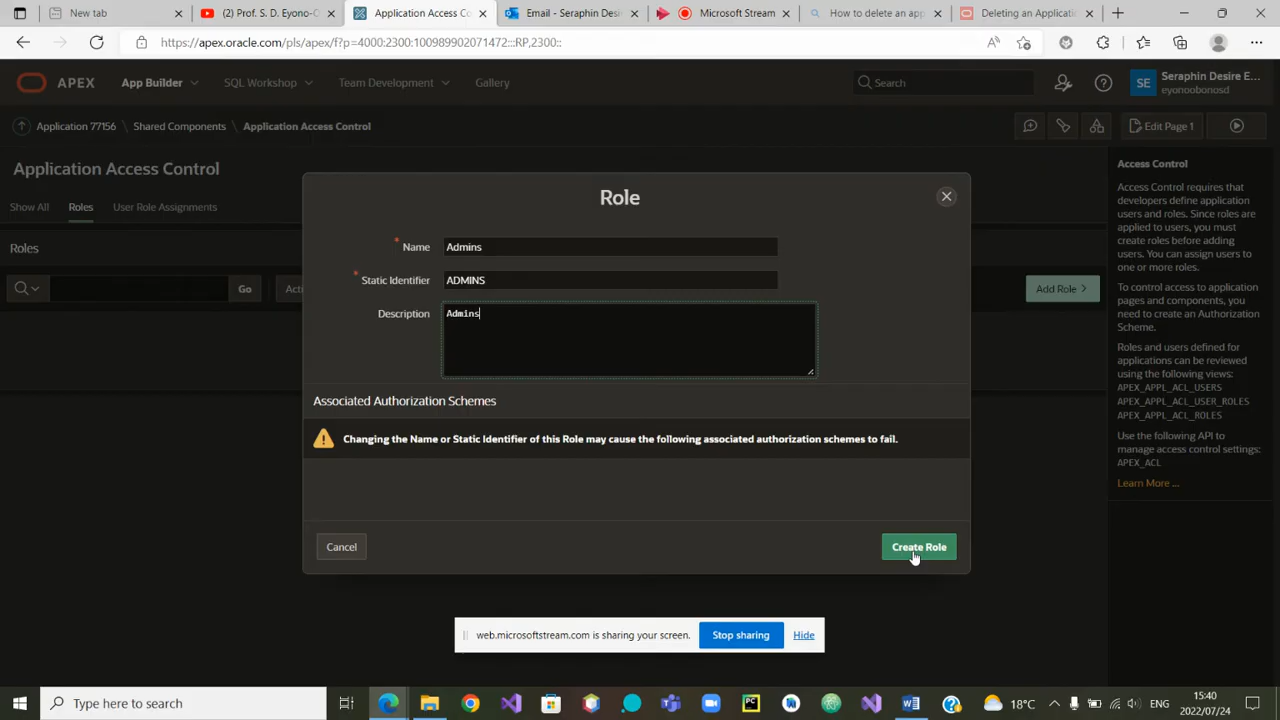 New tab
(2) Prof. S. D. Eyono-O
Application Access Co
Email - Seraphin Desire
Microsoft Stream
How to delete an app
Deleting an Applicatio
https://apex.oracle.com/pls/apex/f?p=4000:2300:100989902071472:::RP,2300::
APEX
App Builder
SQL Workshop
Team Development
Gallery
Search
SE
Seraphin Desire E...
eyonoobonosd
Application 77156
Shared Components
Application Access Control
Edit Page 1
Application Access Control
Show All
Roles
User Role Assignments
Roles
Go
Acti
Add Role
Role
* Name
Admins
* Static Identifier
ADMINS
Description
Admins
Associated Authorization Schemes
Changing the Name or Static Identifier of this Role may cause the following associated authorization schemes to fail.
Cancel
Create Role
Access Control
Access Control requires that
developers define application
users and roles. Since roles are
applied to users, you must
create roles before adding
users. You can assign users to
one or more roles.
To control access to application
pages and components, you
need to create an Authorization
Scheme.
Roles and users defined for
applications can be reviewed
using the following views:
APEX_APPL_ACL_USERS
APEX_APPL_ACL_USER_ROLES
APEX_APPL_ACL_ROLES
Use the following API to
manage access control settings:
APEX_ACL
Learn More ...
web.microsoftstream.com is sharing your screen.
Stop sharing
Hide
Type here to search
18°C
ENG
15:40
2022/07/24